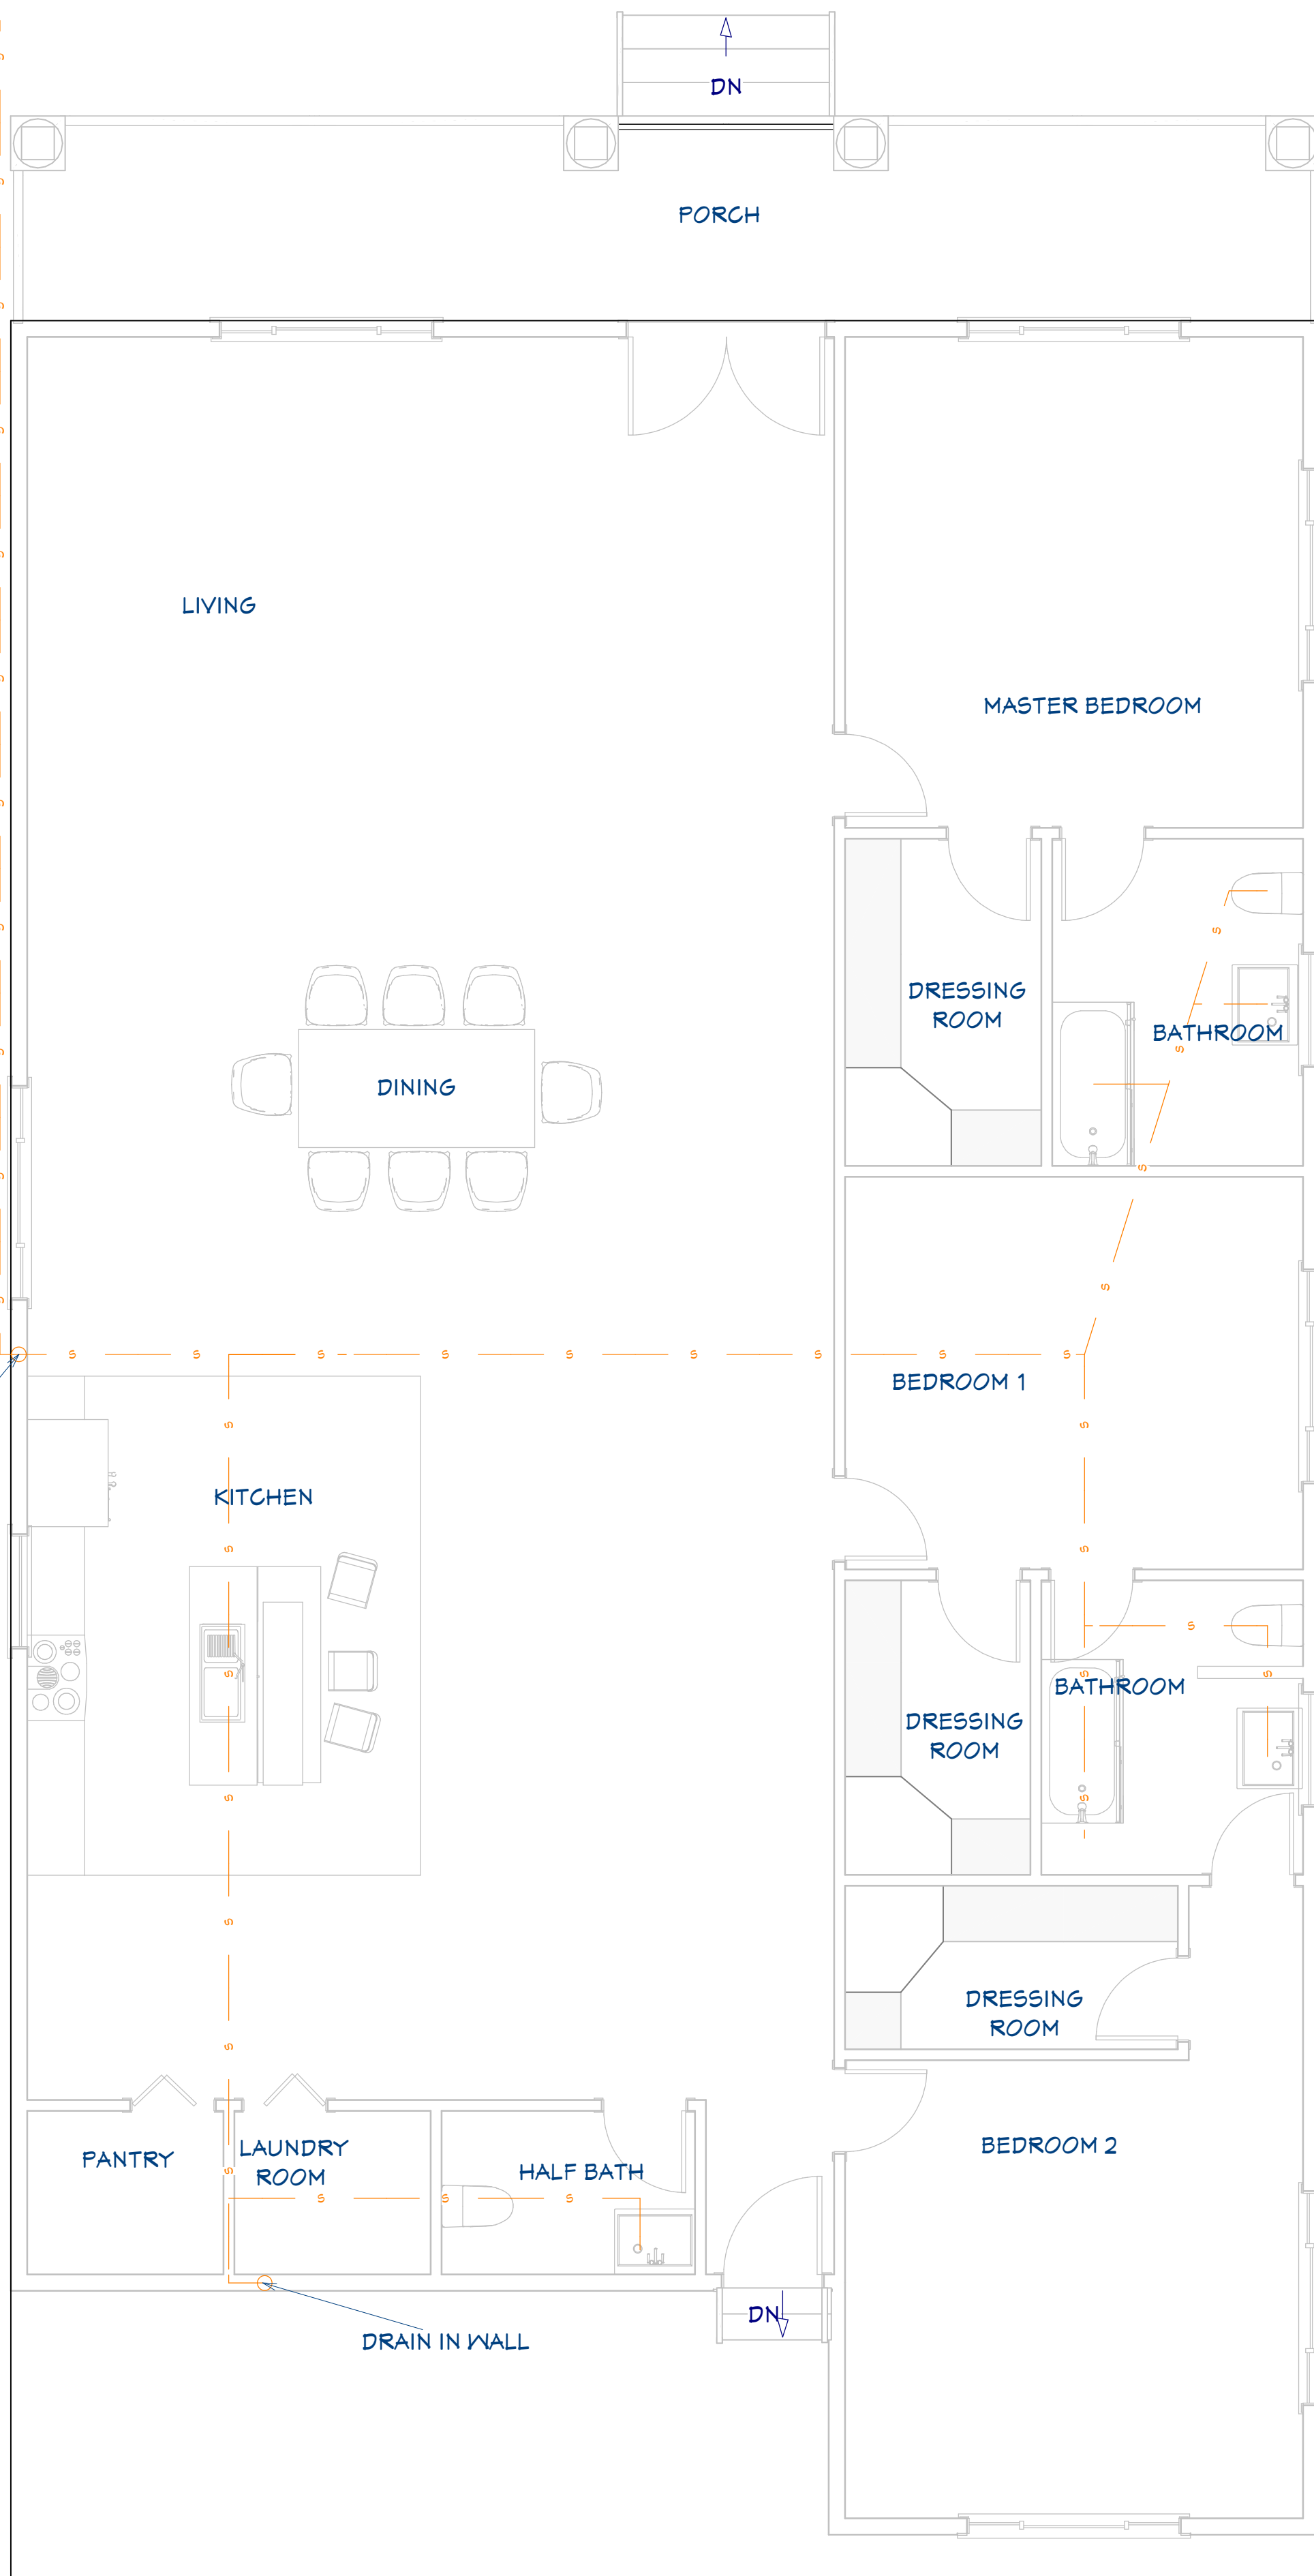 DN
PORCH
LIVING
MASTER BEDROOM
DRESSING
ROOM
BATHROOM
DINING
BEDROOM 1
KITCHEN
BATHROOM
DRESSING
ROOM
DRESSING
ROOM
PANTRY
LAUNDRY
ROOM
HALF BATH
BEDROOM 2
DN
DRAIN IN WALL
S S S S S S S S S
S S S S
S S S S S S S
S S S S
S S
S S S